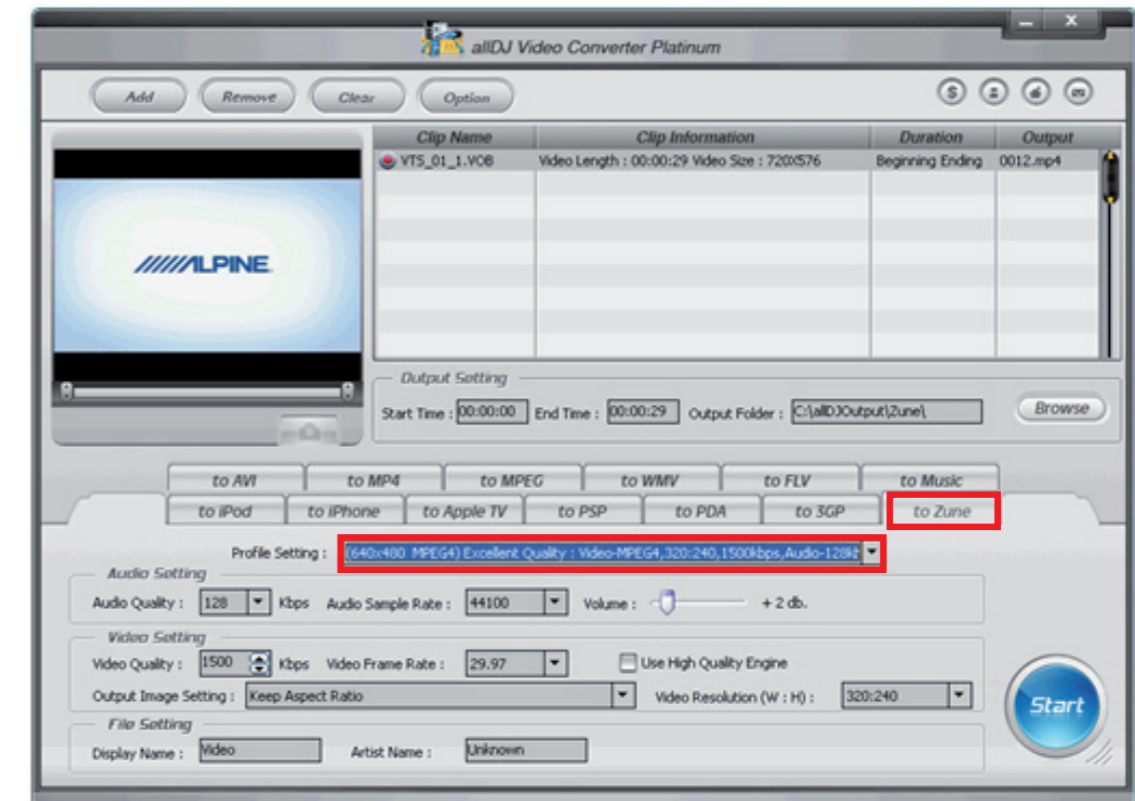 allDJ Video Converter Platinum
Add Remove Clear Option
Clip Name Clip Information Duration Output
VTS_01_1.VOB Video Length : 00:00:29 Video Size : 720X576 Beginning Ending 0012.mp4
ALPINE
Output Setting
Start Time : 00:00:00 End Time : 00:00:29 Output Folder : C:\allDJOutput\Zune\ Browse
to AVI to MP4 to MPEG to WMV to FLV to Music
to iPod to iPhone to Apple TV to PSP to PDA to 3GP to Zune
Profile Setting : (640x480 MPEG4) Excellent Quality : Video-MPEG4,320:240,1500kbps,Audio-128kb
Audio Setting
Audio Quality : 128 Kbps Audio Sample Rate : 44100 Volume : + 2 db.
Video Setting
Video Quality : 1500 Kbps Video Frame Rate : 29.97 Use High Quality Engine
Output Image Setting : Keep Aspect Ratio Video Resolution (W : H) : 320:240
Start
File Setting
Display Name : Video Artist Name : Unknown